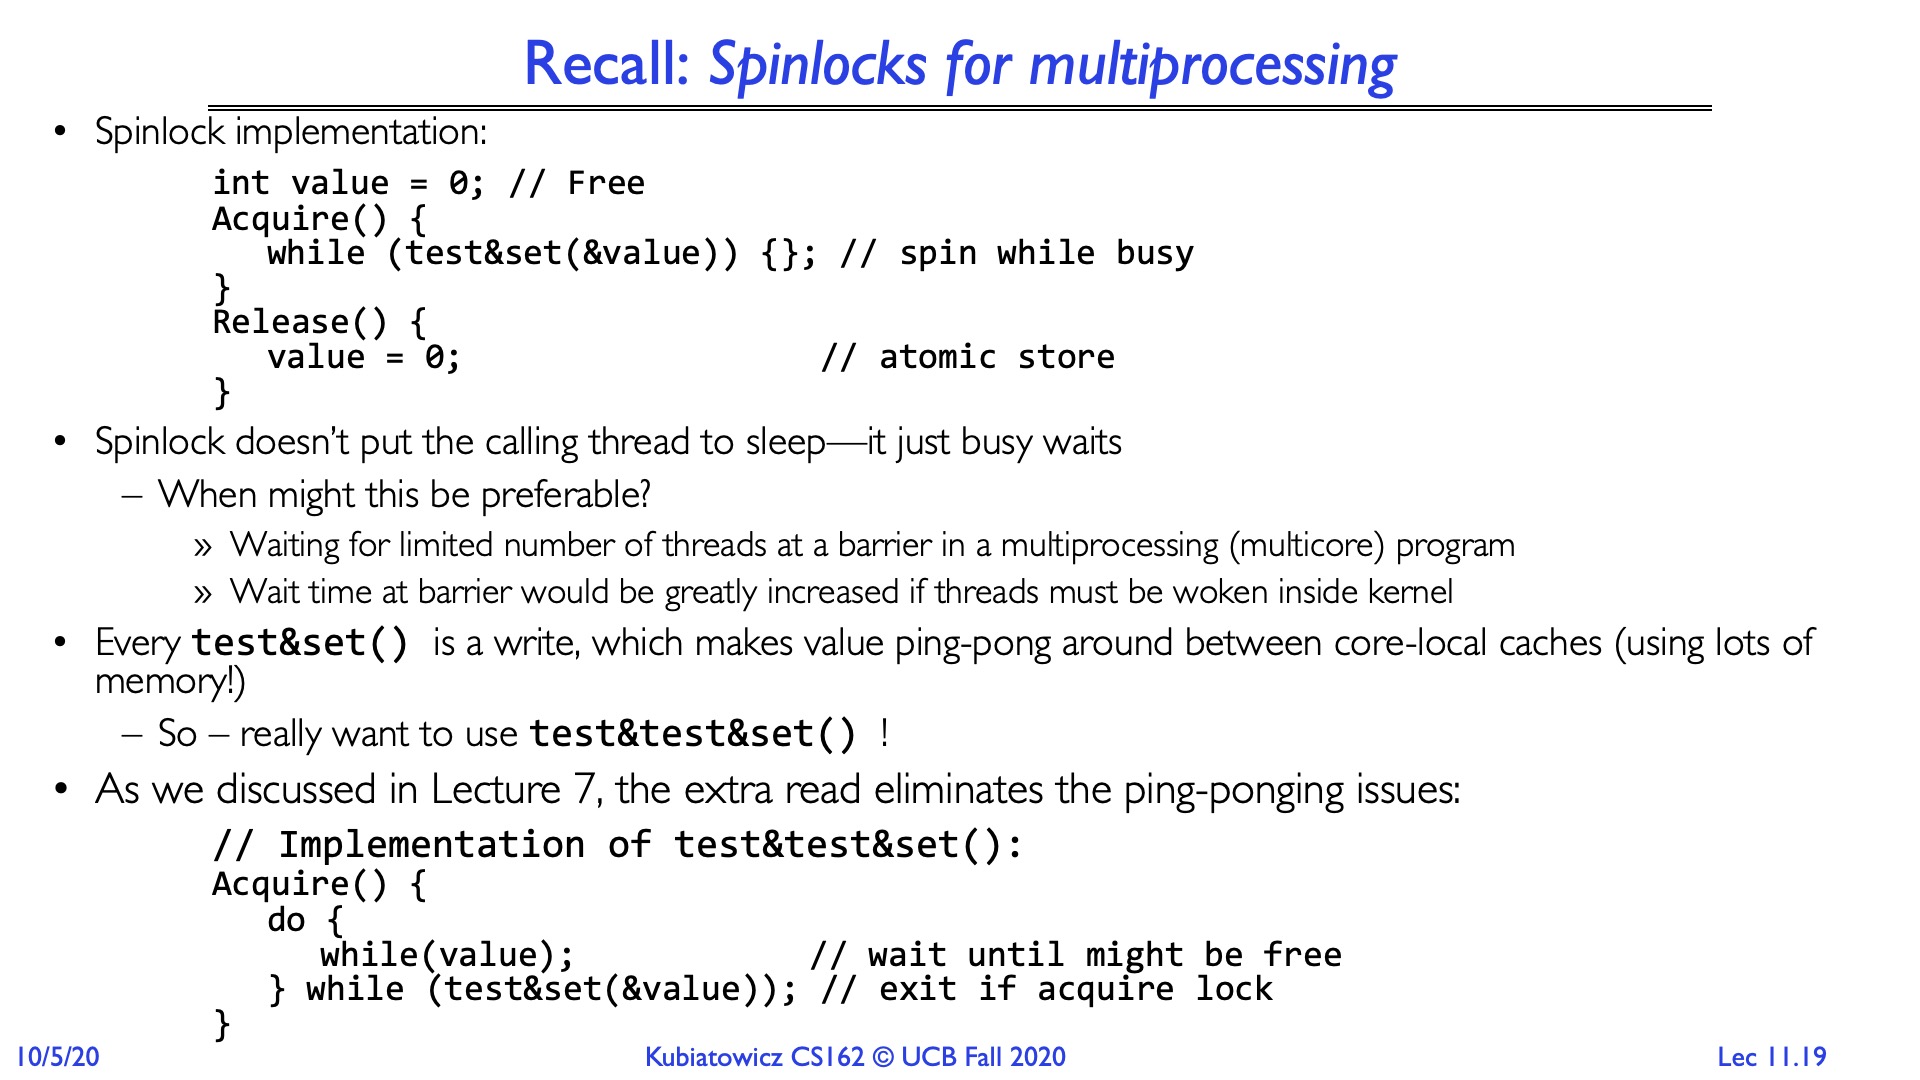 Recall: Spinlocks for multiprocessing
• Spinlock implementation:
int value = 0; // Free
Acquire() {
while (test&set(&value)) {}; // spin while busy
}
Release() {
value = 0; // atomic store
}
• Spinlock doesn’t put the calling thread to sleep—it just busy waits
– When might this be preferable?
» Waiting for limited number of threads at a barrier in a multiprocessing (multicore) program
» Wait time at barrier would be greatly increased if threads must be woken inside kernel
• Every test&set() is a write, which makes value ping-pong around between core-local caches (using lots of
memory!)
– So – really want to use test&test&set() !
• As we discussed in Lecture 7, the extra read eliminates the ping-ponging issues:
// Implementation of test&test&set():
Acquire() {
do {
while(value); // wait until might be free
} while (test&set(&value)); // exit if acquire lock
}
10/5/20 Kubiatowicz CS162 © UCB Fall 2020 Lec 11.19